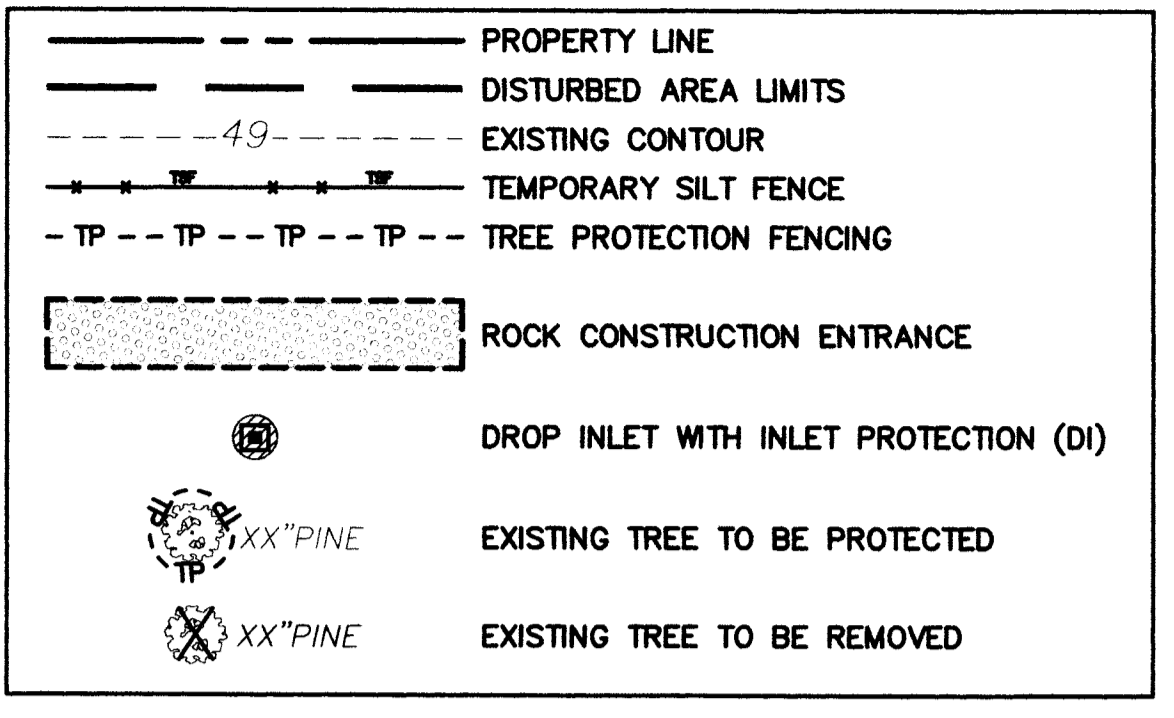 PROPERTY LINE
DISTURBED AREA LIMITS
49 EXISTING CONTOUR
TSF TSF TEMPORARY SILT FENCE
TP TP TP TP TREE PROTECTION FENCING
ROCK CONSTRUCTION ENTRANCE
DROP INLET WITH INLET PROTECTION (DI)
TP TP
XX"PINE EXISTING TREE TO BE PROTECTED
TP
XX"PINE EXISTING TREE TO BE REMOVED